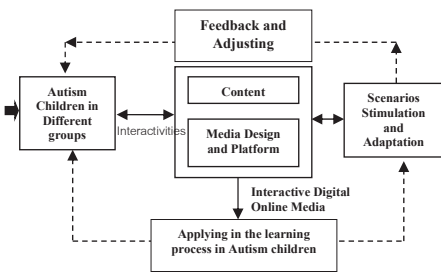 Feedback and
Adjusting
Autism
Children in
Different
groups
Interactivities
Content
Media Design
and Platform
Scenarios
Stimulation
and
Adaptation
Interactive Digital
Online Media
Applying in the learning
process in Autism children